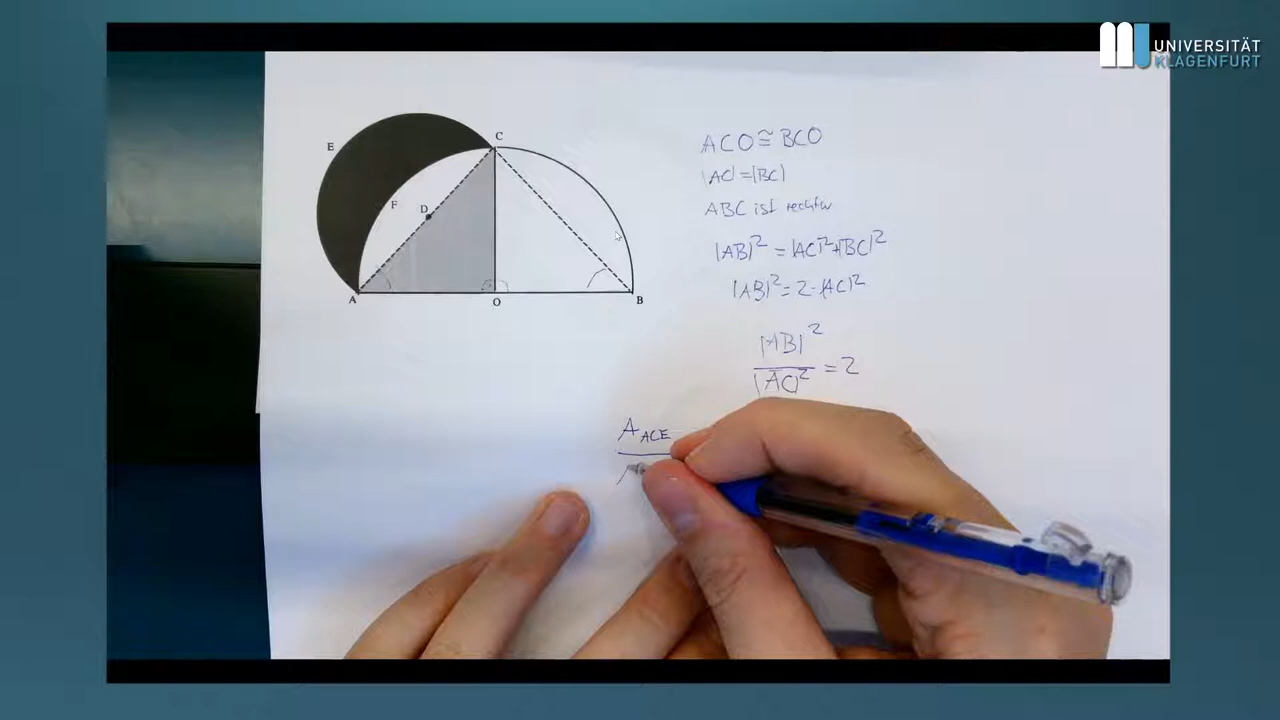 UNIVERSITÄT
KLAGENFURT
E
C
F
D
A
O
B
ACO ≅ BCO
|AC| = |BC|
ABC ist rechtw
|AB|² = |AC|² + |BC|²
|AB|² = 2·|AC|²
|AB|²
|AC|² = 2
A ACE